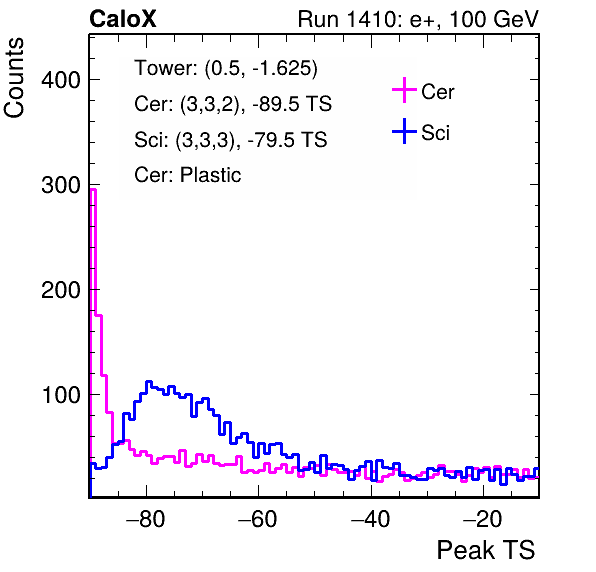 CaloX Run 1410: e+, 100 GeV
Counts
Tower: (0.5, -1.625)
Cer: (3,3,2), -89.5 TS
Sci: (3,3,3), -79.5 TS
Cer: Plastic
Cer
Sci
400
300
200
100
−80 −60 −40 −20
Peak TS